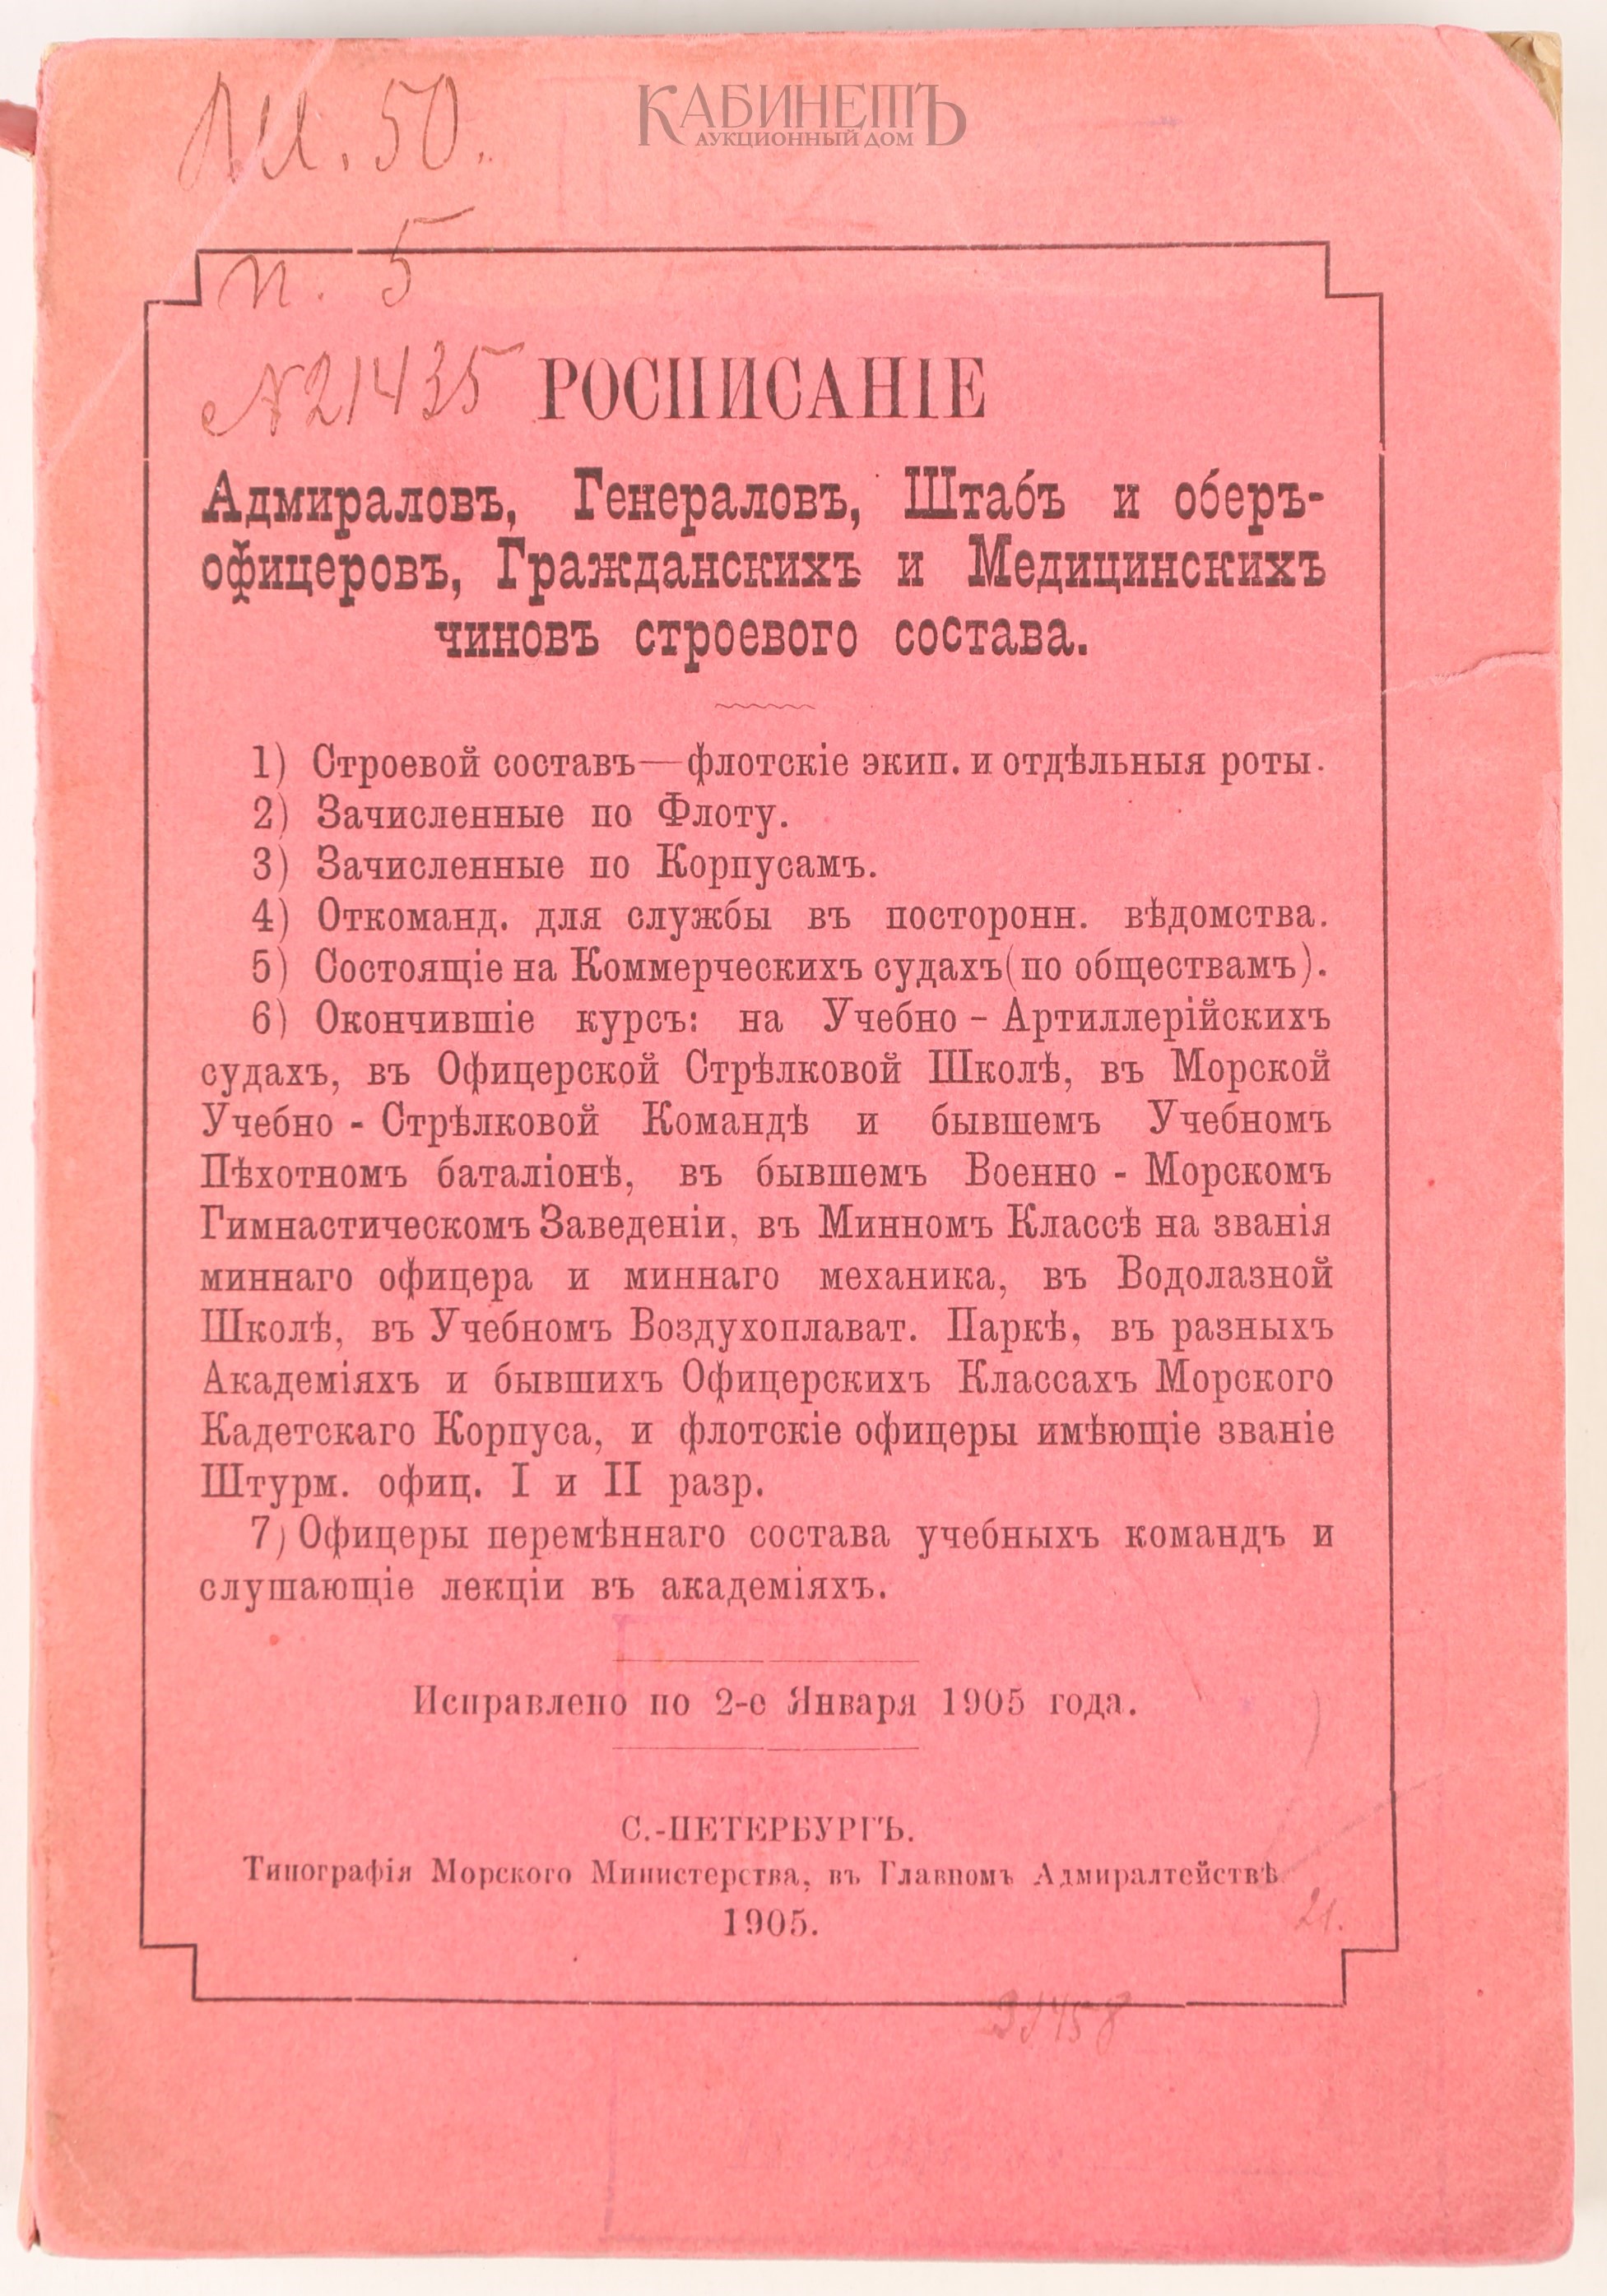 КАБИНЕТЪ
АУКЦИОННЫЙ ДОМ
50.
п. 5
№21435
РОСПИСАНІЕ
Адмираловъ, Генераловъ, Штабъ и оберъ-
офицеровъ, Гражданскихъ и Медицинскихъ
чиновъ строевого состава.
1) Строевой составъ—флотскіе экип. и отдѣльныя роты.
2) Зачисленные по Флоту.
3) Зачисленные по Корпусамъ.
4) Откоманд. для службы въ посторонн. вѣдомства.
5) Состоящіе на Коммерческихъ судахъ(по обществамъ).
6) Окончившіе курсъ: на Учебно - Артиллерійскихъ
судахъ, въ Офицерской Стрѣлковой Школѣ, въ Морской
Учебно - Стрѣлковой Командѣ и бывшемъ Учебномъ
Пѣхотномъ баталіонѣ, въ бывшемъ Военно - Морскомъ
Гимнастическомъ Заведеніи, въ Минномъ Классѣ на званія
миннаго офицера и миннаго механика, въ Водолазной
Школѣ, въ Учебномъ Воздухоплават. Паркѣ, въ разныхъ
Академіяхъ и бывшихъ Офицерскихъ Классахъ Морского
Кадетскаго Корпуса, и флотскіе офицеры имѣющіе званіе
Штурм. офиц. I и II разр.
7) Офицеры перемѣннаго состава учебныхъ командъ и
слушающіе лекціи въ академіяхъ.
Исправлено по 2-е Января 1905 года.
С.-ПЕТЕРБУРГЪ.
Типографія Морского Министерства, въ Главномъ Адмиралтействѣ
1905.
21.